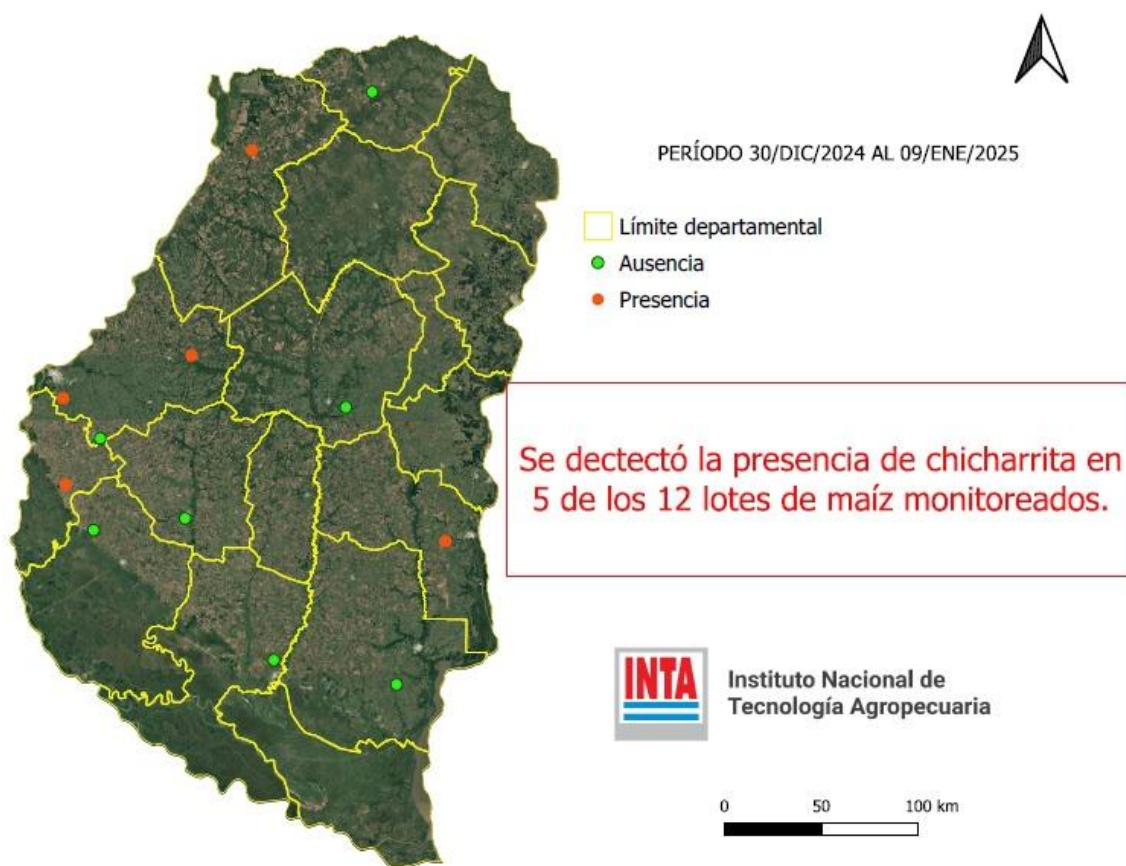 PERÍODO 30/DIC/2024 AL 09/ENE/2025
Límite departamental
Ausencia
Presencia
Se dectectó la presencia de chicharrita en
5 de los 12 lotes de maíz monitoreados.
INTA
Instituto Nacional de
Tecnología Agropecuaria
0 50 100 km